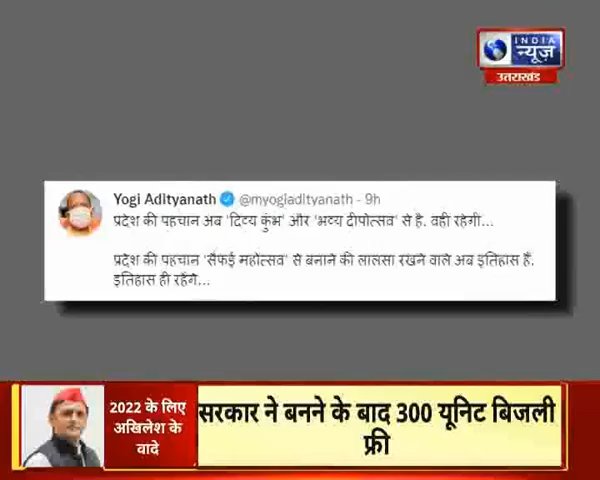 INDIA
न्यूज़
उत्तराखंड
Yogi Adityanath @myogiadityanath - 9h
प्रदेश की पहचान अब 'दिव्य कुंभ' और 'भव्य दीपोत्सव' से है. वही रहेगी...
प्रदेश की पहचान 'सैफई महोत्सव' से बनाने की लालसा रखने वाले अब इतिहास हैं.
इतिहास ही रहेंगे...
2022 के लिए
अखिलेश के
वादे
सरकार ने बनने के बाद 300 यूनिट बिजली
फ्री